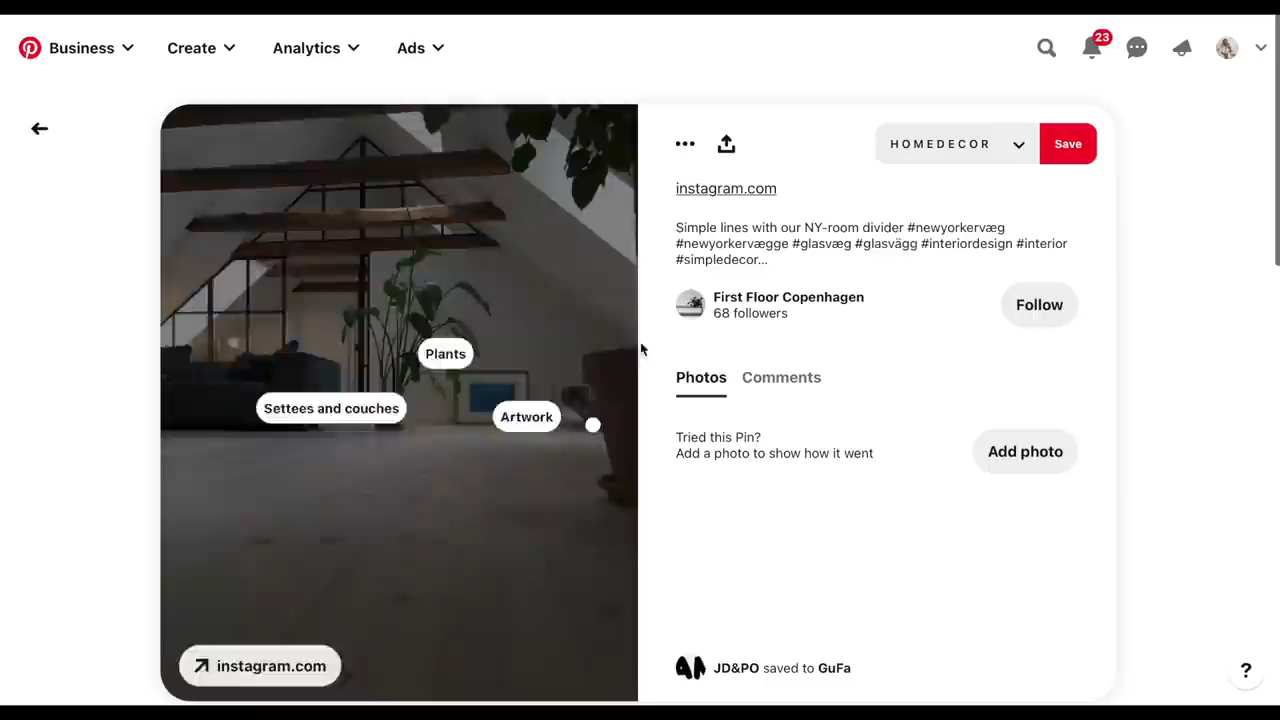 Business
Create
Analytics
Ads
23
HOMEDECOR
Save
instagram.com
Simple lines with our NY-room divider #newyorkervæg
#newyorkervægge #glasvæg #glasvägg #interiordesign #interior
#simpledecor...
First Floor Copenhagen
68 followers
Follow
Plants
Settees and couches
Artwork
Photos
Comments
Tried this Pin?
Add a photo to show how it went
Add photo
instagram.com
JD&PO saved to GuFa
?